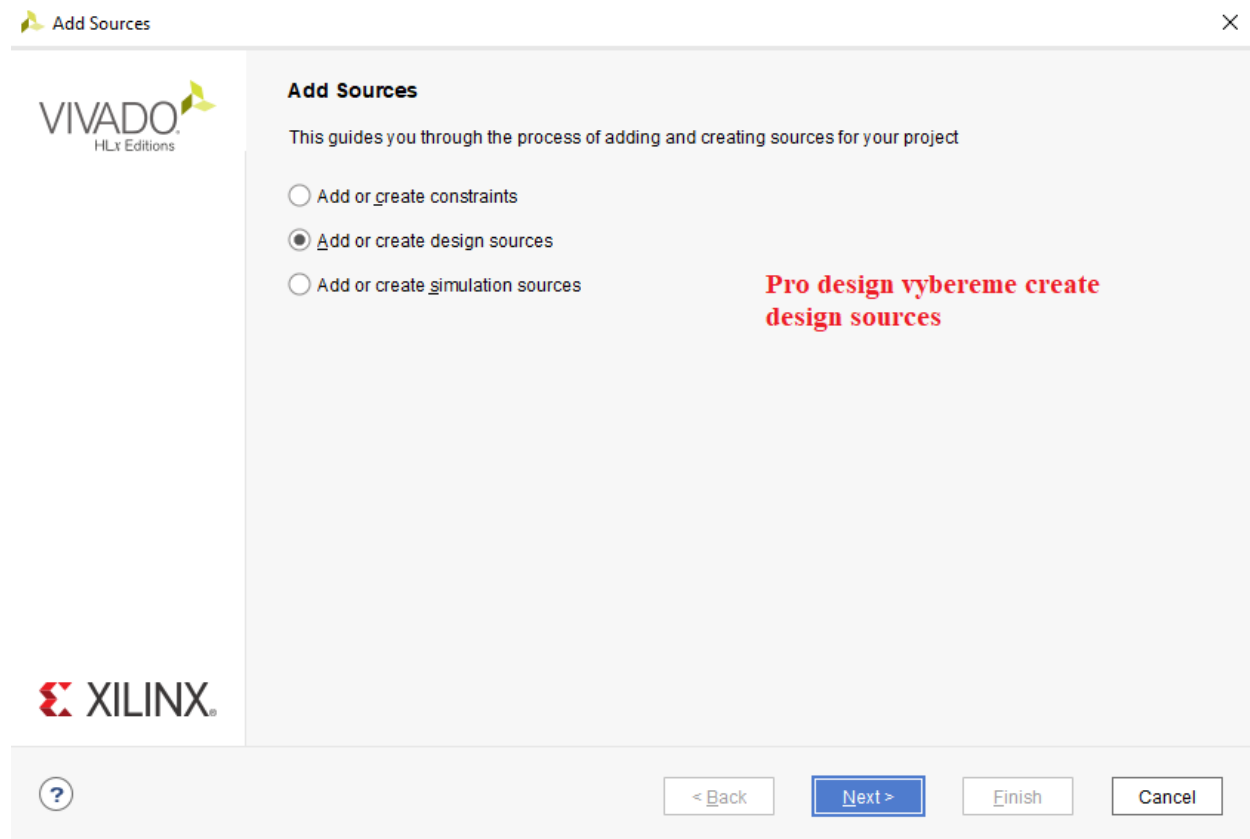 Add Sources
VIVADO
HLx Editions
Add Sources
This guides you through the process of adding and creating sources for your project
Add or create constraints
Add or create design sources
Add or create simulation sources
Pro design vybereme create
design sources
XILINX®
?
< Back
Next >
Finish
Cancel